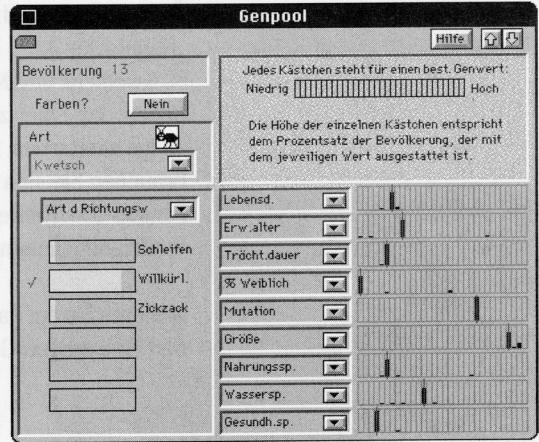 Genpool
Hilfe
Bevölkerung 13
Farben? Nein
Art
Kwetsch
Jedes Kästchen steht für einen best. Genwert:
Niedrig Hoch
Die Höhe der einzelnen Kästchen entspricht
dem Prozentsatz der Bevölkerung, der mit
dem jeweiligen Wert ausgestattet ist.
Art d Richtungsw
Schleifen
√ Willkürl.
Zickzack
Lebensd.
Erw.alter
Trächt.dauer
% Weiblich
Mutation
Größe
Nahrungssp.
Wassersp.
Gesundh.sp.